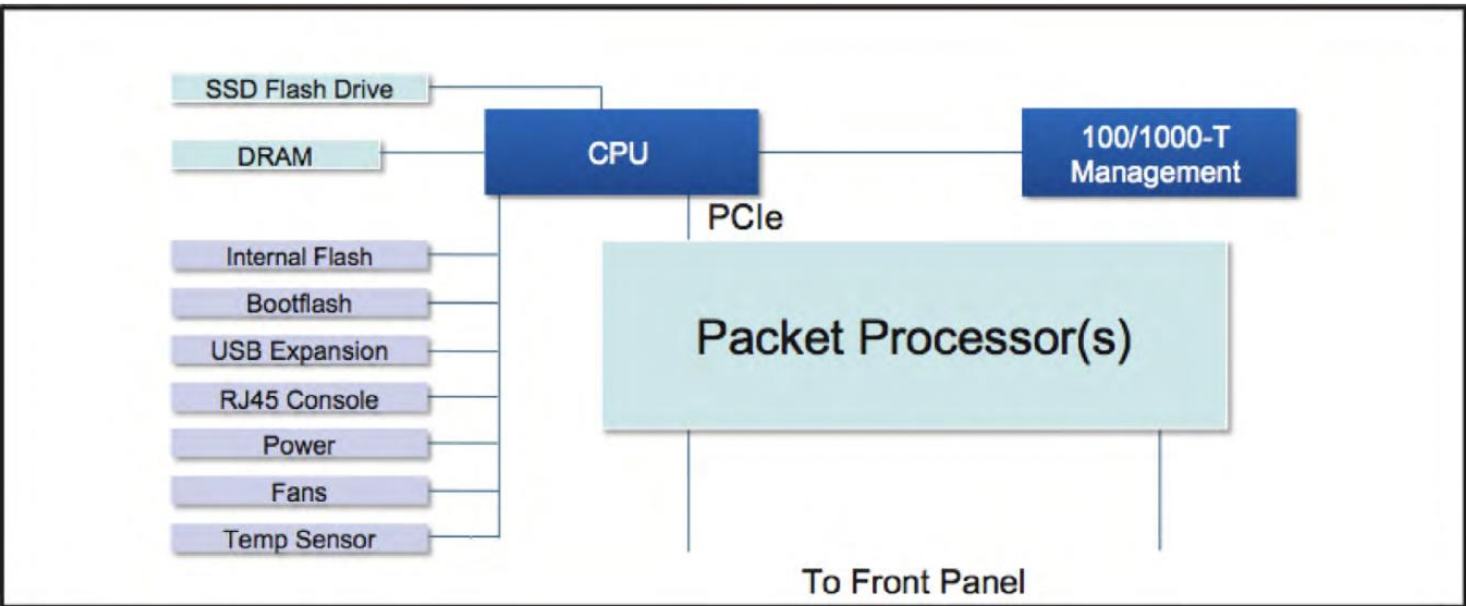 SSD Flash Drive
DRAM
CPU
100/1000-T
Management
PCIe
Internal Flash
Bootflash
USB Expansion
RJ45 Console
Power
Fans
Temp Sensor
Packet Processor(s)
To Front Panel